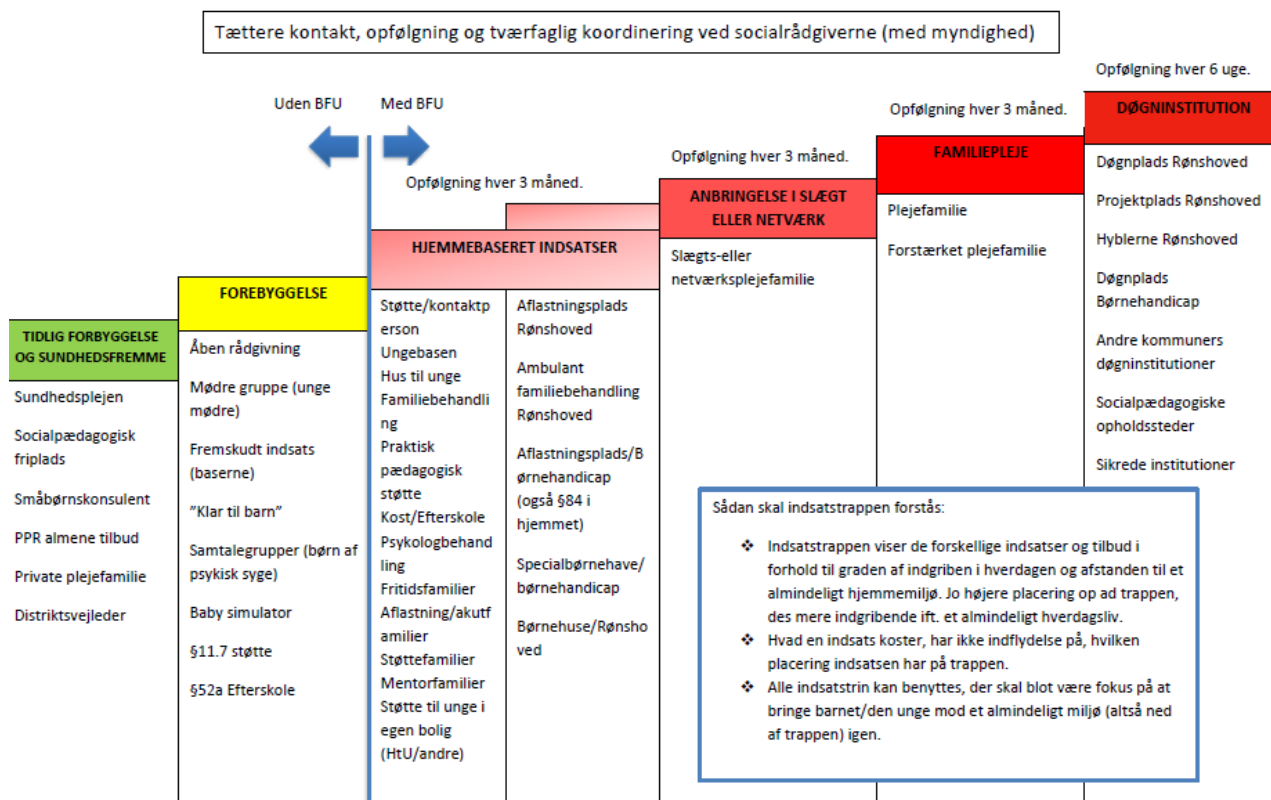 Tættere kontakt, opfølgning og tværfaglig koordinering ved socialrådgiverne (med myndighed)
Uden BFU
Med BFU
TIDLIG FORBYGGELSE
OG SUNDHEDSFREMME
Sundhedsplejen
Socialpædagogisk
friplads
Småbørnskonsulent
PPR almene tilbud
Private plejefamilie
Distriktsvejleder
FOREBYGGELSE
Åben rådgivning
Mødre gruppe (unge
mødre)
Fremskudt indsats
(baserne)
”Klar til barn”
Samtalegrupper (børn af
psykisk syge)
Baby simulator
§11.7 støtte
§52a Efterskole
Opfølgning hver 3 måned.
HJEMMEBASERET INDSATSER
Støtte/kontaktp
erson
Ungebasen
Hus til unge
Familiebehandli
ng
Praktisk
pædagogisk
støtte
Kost/Efterskole
Psykologbehand
ling
Fritidsfamilier
Aflastning/akutf
amilier
Støttefamilier
Mentorfamilier
Støtte til unge i
egen bolig
(HtU/andre)
Aflastningsplads
Rønshoved
Ambulant
familiebehandling
Rønshoved
Aflastningsplads/B
ørnehandicap
(også §84 i
hjemmet)
Specialbørnehave/
børnehandicap
Børnehuse/Rønsho
ved
Opfølgning hver 3 måned.
ANBRINGELSE I SLÆGT
ELLER NETVÆRK
Slægts-eller
netværksplejefamilie
Opfølgning hver 3 måned.
FAMILIEPLEJE
Plejefamilie
Forstærket plejefamilie
Opfølgning hver 6 uge.
DØGNINSTITUTION
Døgnplads Rønshoved
Projektplads Rønshoved
Hyblerne Rønshoved
Døgnplads
Børnehandicap
Andre kommuners
døgninstitutioner
Socialpædagogiske
opholdssteder
Sikrede institutioner
Sådan skal indsatstrappen forstås:
❖ Indsatstrappen viser de forskellige indsatser og tilbud i
forhold til graden af indgriben i hverdagen og afstanden til et
almindeligt hjemmemiljø. Jo højere placering op ad trappen,
des mere indgribende ift. et almindeligt hverdagsliv.
❖ Hvad en indsats koster, har ikke indflydelse på, hvilken
placering indsatsen har på trappen.
❖ Alle indsatstrin kan benyttes, der skal blot være fokus på at
bringe barnet/den unge mod et almindeligt miljø (altså ned
af trappen) igen.